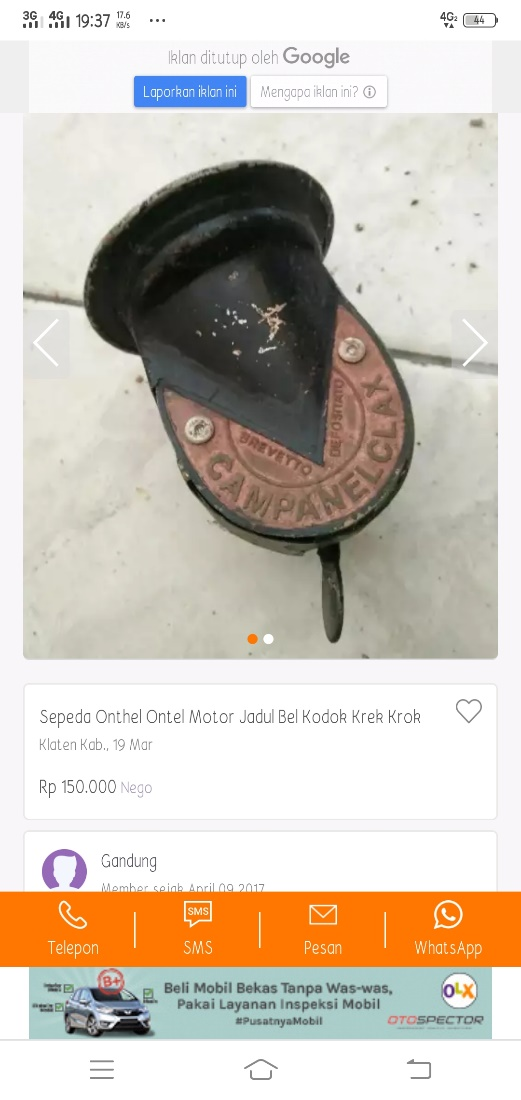 3G 4G 19:37 17.6 KB/s ... 4G2 44
Iklan ditutup oleh Google
Laporkan iklan ini
Mengapa iklan ini?
BREVETTO DEPOSITATO
CAMPANELCLAX
Sepeda Onthel Ontel Motor Jadul Bel Kodok Krek Krok
Klaten Kab., 19 Mar
Rp 150.000 Nego
Gandung
Member sejak April 09 2017
SMS
Telepon
SMS
Pesan
WhatsApp
B+
Beli Mobil Bekas Tanpa Was-was,
Pakai Layanan Inspeksi Mobil
#PusatnyaMobil
OLX
OTOSPECTOR